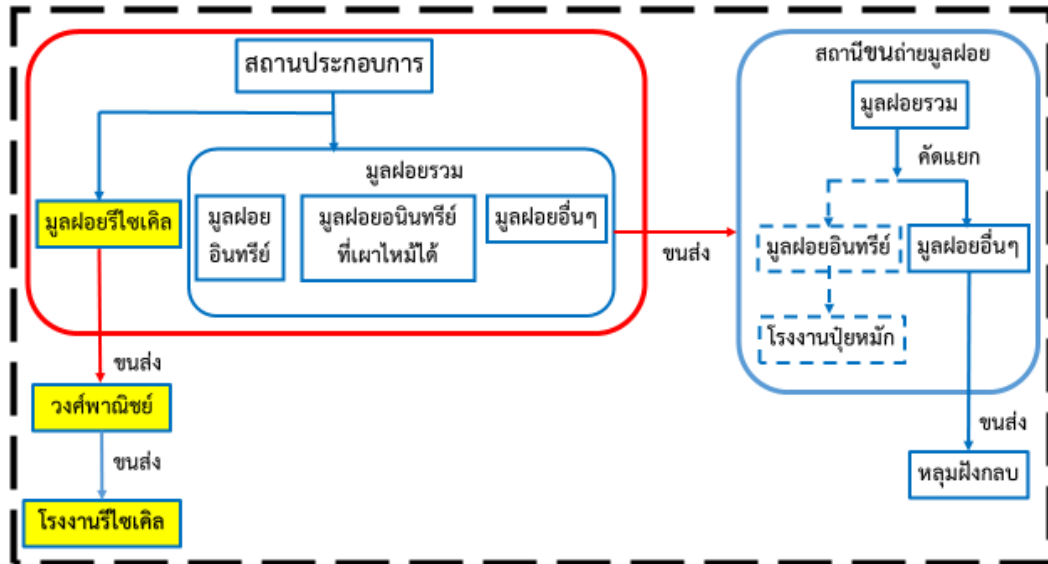 สถานประกอบการ
มูลฝอยรวม
มูลฝอยรีไซเคิล
มูลฝอย
อินทรีย์
มูลฝอยอนินทรีย์
ที่เผาไหม้ได้
มูลฝอยอื่นๆ
ขนส่ง
วงศ์พาณิชย์
ขนส่ง
โรงงานรีไซเคิล
ขนส่ง
สถานีขนถ่ายมูลฝอย
มูลฝอยรวม
คัดแยก
มูลฝอยอินทรีย์
มูลฝอยอื่นๆ
โรงงานปุ๋ยหมัก
ขนส่ง
หลุมฝังกลบ